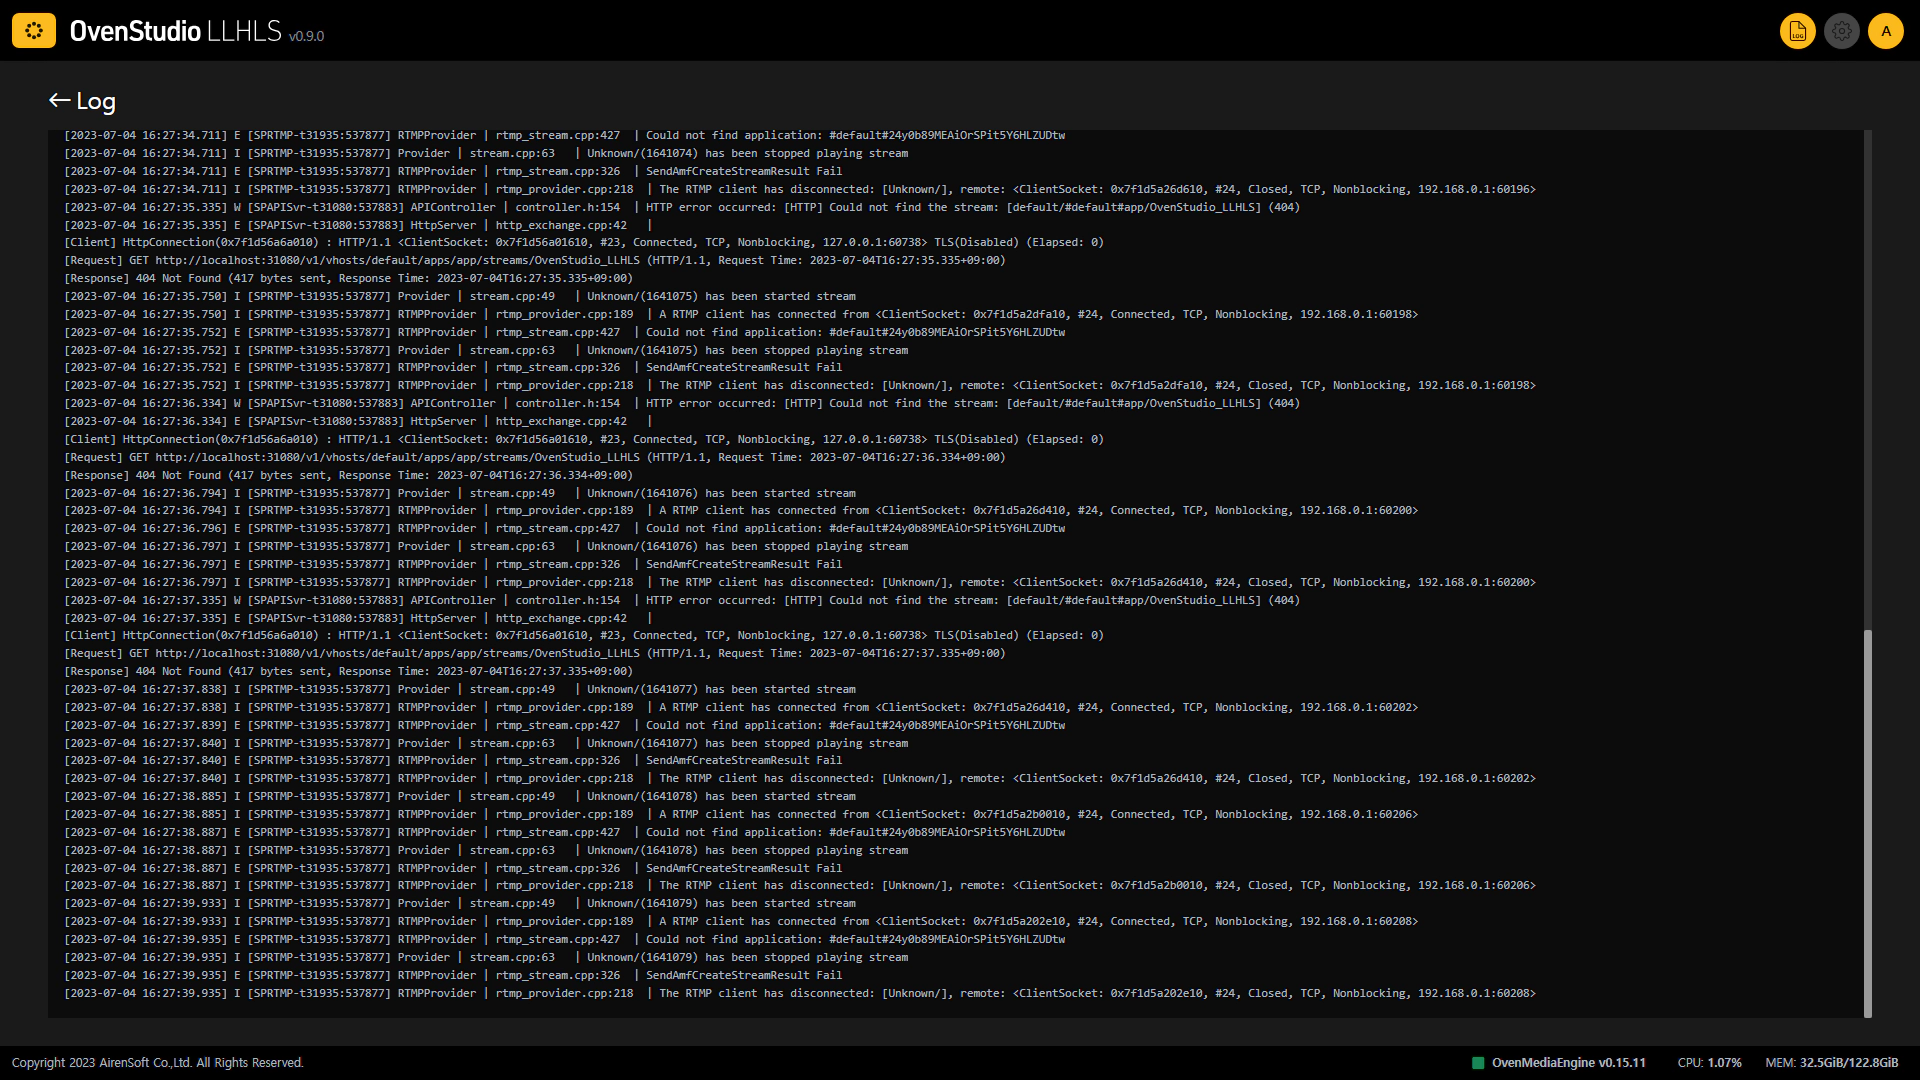 OvenStudio LLHLS v0.9.0
LOG
A
← Log
[2023-07-04 16:27:34.711] E [SPRTMP-t31935:537877] RTMPProvider | rtmp_stream.cpp:427  | Could not find application: #default#24y0b89MEAiOrSPit5Y6HLZUDtw
[2023-07-04 16:27:34.711] I [SPRTMP-t31935:537877] Provider | stream.cpp:63   | Unknown/(1641074) has been stopped playing stream
[2023-07-04 16:27:34.711] E [SPRTMP-t31935:537877] RTMPProvider | rtmp_stream.cpp:326  | SendAmfCreateStreamResult Fail
[2023-07-04 16:27:34.711] I [SPRTMP-t31935:537877] RTMPProvider | rtmp_provider.cpp:218  | The RTMP client has disconnected: [Unknown/], remote: <ClientSocket: 0x7f1d5a26d610, #24, Closed, TCP, Nonblocking, 192.168.0.1:60196>
[2023-07-04 16:27:35.335] W [SPAPISvr-t31080:537883] APIController | controller.h:154  | HTTP error occurred: [HTTP] Could not find the stream: [default/#default#app/OvenStudio_LLHLS] (404)
[2023-07-04 16:27:35.335] E [SPAPISvr-t31080:537883] HttpServer | http_exchange.cpp:42   |
[Client] HttpConnection(0x7f1d56a6a010) : HTTP/1.1 <ClientSocket: 0x7f1d56a01610, #23, Connected, TCP, Nonblocking, 127.0.0.1:60738> TLS(Disabled) (Elapsed: 0)
[Request] GET http://localhost:31080/v1/vhosts/default/apps/app/streams/OvenStudio_LLHLS (HTTP/1.1, Request Time: 2023-07-04T16:27:35.335+09:00)
[Response] 404 Not Found (417 bytes sent, Response Time: 2023-07-04T16:27:35.335+09:00)
[2023-07-04 16:27:35.750] I [SPRTMP-t31935:537877] Provider | stream.cpp:49   | Unknown/(1641075) has been started stream
[2023-07-04 16:27:35.750] I [SPRTMP-t31935:537877] RTMPProvider | rtmp_provider.cpp:189  | A RTMP client has connected from <ClientSocket: 0x7f1d5a2dfa10, #24, Connected, TCP, Nonblocking, 192.168.0.1:60198>
[2023-07-04 16:27:35.752] E [SPRTMP-t31935:537877] RTMPProvider | rtmp_stream.cpp:427  | Could not find application: #default#24y0b89MEAiOrSPit5Y6HLZUDtw
[2023-07-04 16:27:35.752] I [SPRTMP-t31935:537877] Provider | stream.cpp:63   | Unknown/(1641075) has been stopped playing stream
[2023-07-04 16:27:35.752] E [SPRTMP-t31935:537877] RTMPProvider | rtmp_stream.cpp:326  | SendAmfCreateStreamResult Fail
[2023-07-04 16:27:35.752] I [SPRTMP-t31935:537877] RTMPProvider | rtmp_provider.cpp:218  | The RTMP client has disconnected: [Unknown/], remote: <ClientSocket: 0x7f1d5a2dfa10, #24, Closed, TCP, Nonblocking, 192.168.0.1:60198>
[2023-07-04 16:27:36.334] W [SPAPISvr-t31080:537883] APIController | controller.h:154  | HTTP error occurred: [HTTP] Could not find the stream: [default/#default#app/OvenStudio_LLHLS] (404)
[2023-07-04 16:27:36.334] E [SPAPISvr-t31080:537883] HttpServer | http_exchange.cpp:42   |
[Client] HttpConnection(0x7f1d56a6a010) : HTTP/1.1 <ClientSocket: 0x7f1d56a01610, #23, Connected, TCP, Nonblocking, 127.0.0.1:60738> TLS(Disabled) (Elapsed: 0)
[Request] GET http://localhost:31080/v1/vhosts/default/apps/app/streams/OvenStudio_LLHLS (HTTP/1.1, Request Time: 2023-07-04T16:27:36.334+09:00)
[Response] 404 Not Found (417 bytes sent, Response Time: 2023-07-04T16:27:36.334+09:00)
[2023-07-04 16:27:36.794] I [SPRTMP-t31935:537877] Provider | stream.cpp:49   | Unknown/(1641076) has been started stream
[2023-07-04 16:27:36.794] I [SPRTMP-t31935:537877] RTMPProvider | rtmp_provider.cpp:189  | A RTMP client has connected from <ClientSocket: 0x7f1d5a26d410, #24, Connected, TCP, Nonblocking, 192.168.0.1:60200>
[2023-07-04 16:27:36.796] E [SPRTMP-t31935:537877] RTMPProvider | rtmp_stream.cpp:427  | Could not find application: #default#24y0b89MEAiOrSPit5Y6HLZUDtw
[2023-07-04 16:27:36.797] I [SPRTMP-t31935:537877] Provider | stream.cpp:63   | Unknown/(1641076) has been stopped playing stream
[2023-07-04 16:27:36.797] E [SPRTMP-t31935:537877] RTMPProvider | rtmp_stream.cpp:326  | SendAmfCreateStreamResult Fail
[2023-07-04 16:27:36.797] I [SPRTMP-t31935:537877] RTMPProvider | rtmp_provider.cpp:218  | The RTMP client has disconnected: [Unknown/], remote: <ClientSocket: 0x7f1d5a26d410, #24, Closed, TCP, Nonblocking, 192.168.0.1:60200>
[2023-07-04 16:27:37.335] W [SPAPISvr-t31080:537883] APIController | controller.h:154  | HTTP error occurred: [HTTP] Could not find the stream: [default/#default#app/OvenStudio_LLHLS] (404)
[2023-07-04 16:27:37.335] E [SPAPISvr-t31080:537883] HttpServer | http_exchange.cpp:42   |
[Client] HttpConnection(0x7f1d56a6a010) : HTTP/1.1 <ClientSocket: 0x7f1d56a01610, #23, Connected, TCP, Nonblocking, 127.0.0.1:60738> TLS(Disabled) (Elapsed: 0)
[Request] GET http://localhost:31080/v1/vhosts/default/apps/app/streams/OvenStudio_LLHLS (HTTP/1.1, Request Time: 2023-07-04T16:27:37.335+09:00)
[Response] 404 Not Found (417 bytes sent, Response Time: 2023-07-04T16:27:37.335+09:00)
[2023-07-04 16:27:37.838] I [SPRTMP-t31935:537877] Provider | stream.cpp:49   | Unknown/(1641077) has been started stream
[2023-07-04 16:27:37.838] I [SPRTMP-t31935:537877] RTMPProvider | rtmp_provider.cpp:189  | A RTMP client has connected from <ClientSocket: 0x7f1d5a26d410, #24, Connected, TCP, Nonblocking, 192.168.0.1:60202>
[2023-07-04 16:27:37.839] E [SPRTMP-t31935:537877] RTMPProvider | rtmp_stream.cpp:427  | Could not find application: #default#24y0b89MEAiOrSPit5Y6HLZUDtw
[2023-07-04 16:27:37.840] I [SPRTMP-t31935:537877] Provider | stream.cpp:63   | Unknown/(1641077) has been stopped playing stream
[2023-07-04 16:27:37.840] E [SPRTMP-t31935:537877] RTMPProvider | rtmp_stream.cpp:326  | SendAmfCreateStreamResult Fail
[2023-07-04 16:27:37.840] I [SPRTMP-t31935:537877] RTMPProvider | rtmp_provider.cpp:218  | The RTMP client has disconnected: [Unknown/], remote: <ClientSocket: 0x7f1d5a26d410, #24, Closed, TCP, Nonblocking, 192.168.0.1:60202>
[2023-07-04 16:27:38.885] I [SPRTMP-t31935:537877] Provider | stream.cpp:49   | Unknown/(1641078) has been started stream
[2023-07-04 16:27:38.885] I [SPRTMP-t31935:537877] RTMPProvider | rtmp_provider.cpp:189  | A RTMP client has connected from <ClientSocket: 0x7f1d5a2b0010, #24, Connected, TCP, Nonblocking, 192.168.0.1:60206>
[2023-07-04 16:27:38.887] E [SPRTMP-t31935:537877] RTMPProvider | rtmp_stream.cpp:427  | Could not find application: #default#24y0b89MEAiOrSPit5Y6HLZUDtw
[2023-07-04 16:27:38.887] I [SPRTMP-t31935:537877] Provider | stream.cpp:63   | Unknown/(1641078) has been stopped playing stream
[2023-07-04 16:27:38.887] E [SPRTMP-t31935:537877] RTMPProvider | rtmp_stream.cpp:326  | SendAmfCreateStreamResult Fail
[2023-07-04 16:27:38.887] I [SPRTMP-t31935:537877] RTMPProvider | rtmp_provider.cpp:218  | The RTMP client has disconnected: [Unknown/], remote: <ClientSocket: 0x7f1d5a2b0010, #24, Closed, TCP, Nonblocking, 192.168.0.1:60206>
[2023-07-04 16:27:39.933] I [SPRTMP-t31935:537877] Provider | stream.cpp:49   | Unknown/(1641079) has been started stream
[2023-07-04 16:27:39.933] I [SPRTMP-t31935:537877] RTMPProvider | rtmp_provider.cpp:189  | A RTMP client has connected from <ClientSocket: 0x7f1d5a202e10, #24, Connected, TCP, Nonblocking, 192.168.0.1:60208>
[2023-07-04 16:27:39.935] E [SPRTMP-t31935:537877] RTMPProvider | rtmp_stream.cpp:427  | Could not find application: #default#24y0b89MEAiOrSPit5Y6HLZUDtw
[2023-07-04 16:27:39.935] I [SPRTMP-t31935:537877] Provider | stream.cpp:63   | Unknown/(1641079) has been stopped playing stream
[2023-07-04 16:27:39.935] E [SPRTMP-t31935:537877] RTMPProvider | rtmp_stream.cpp:326  | SendAmfCreateStreamResult Fail
[2023-07-04 16:27:39.935] I [SPRTMP-t31935:537877] RTMPProvider | rtmp_provider.cpp:218  | The RTMP client has disconnected: [Unknown/], remote: <ClientSocket: 0x7f1d5a202e10, #24, Closed, TCP, Nonblocking, 192.168.0.1:60208>
Copyright 2023 AirenSoft Co.,Ltd. All Rights Reserved.
OvenMediaEngine v0.15.11 CPU: 1.07% MEM: 32.5GiB/122.8GiB